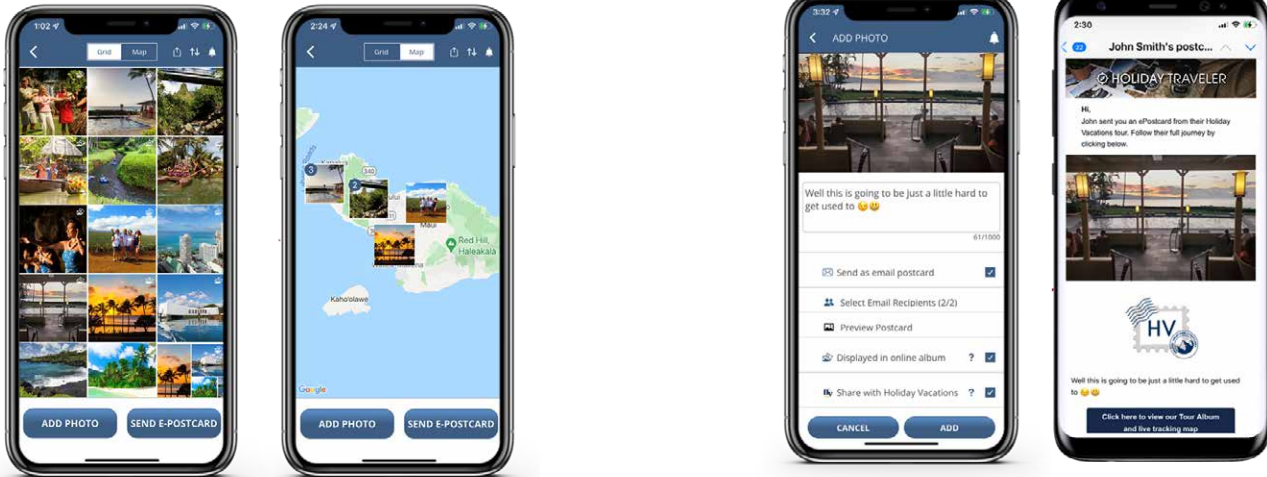 1:02
Grid Map
ADD PHOTO SEND E-POSTCARD
2:24
Grid Map
340
3
2
Maui
Red Hill,
Haleakala
Kaho'olawe
Google
ADD PHOTO SEND E-POSTCARD
3:32
ADD PHOTO
Well this is going to be just a little hard to
get used to 😏😀
61/1000
Send as email postcard
Select Email Recipients (2/2)
Preview Postcard
Displayed in online album ?
Share with Holiday Vacations ?
CANCEL ADD
2:30
22 John Smith's postc...
HOLIDAY TRAVELER
Hi,
John sent you an ePostcard from their Holiday
Vacations tour. Follow their full journey by
clicking below.
HV
Well this is going to be just a little hard to get used
to 😏😀
Click here to view our Tour Album
and live tracking map